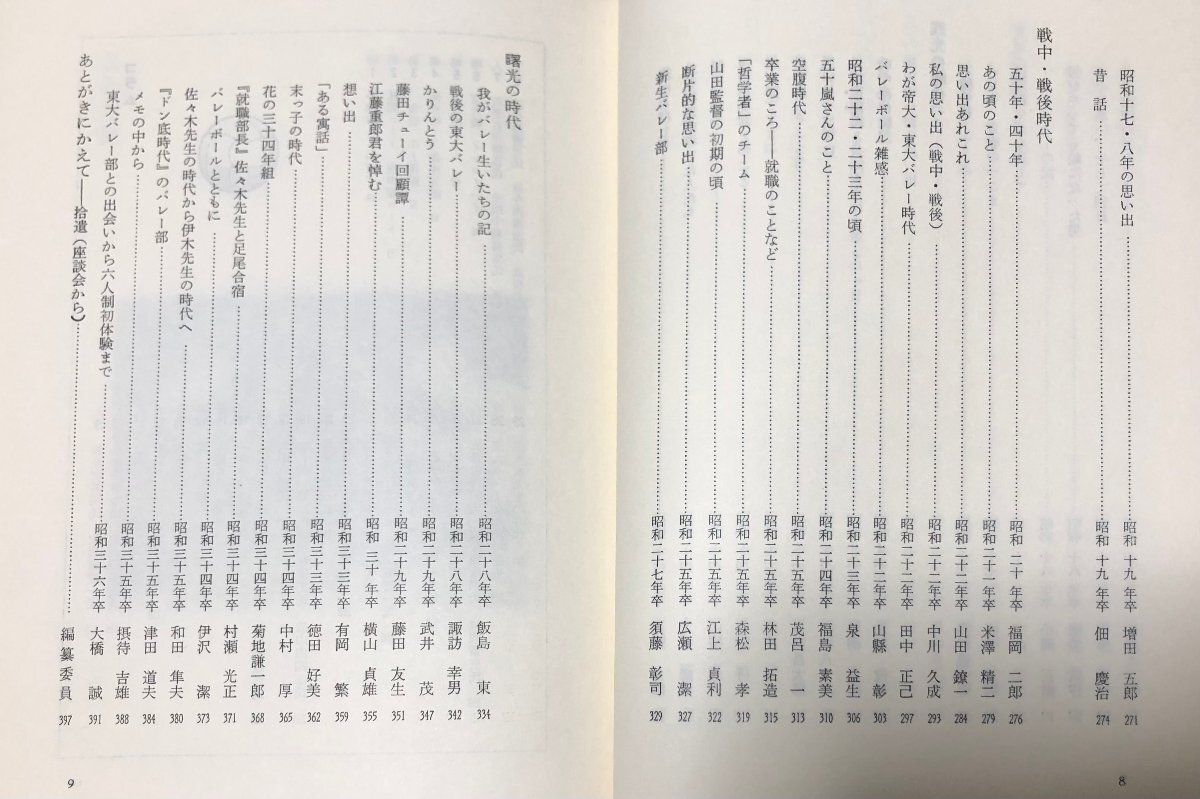 昭和十七・八年の思い出……昭和 十九 年卒 増田 五郎 271
昔 話……昭和 十九 年卒 佃 慶治 274
戦中・戦後時代
五十年・四十年……昭和 二十 年卒 福岡 二郎 276
あの頃のこと……昭和二十一年卒 米澤 精二 279
思い出あれこれ……昭和二十二年卒 山田 鐐一 284
私の思い出（戦中・戦後）……昭和二十二年卒 中川 久成 293
わが帝大・東大バレー時代……昭和二十二年卒 田中 正己 297
バレーボール雑感……昭和二十二年卒 山縣 彰 303
昭和二十二・二十三年の頃……昭和二十三年卒 泉 益生 306
五十嵐さんのこと……昭和二十四年卒 福島 素美 310
空腹時代……昭和二十五年卒 茂呂 一 313
卒業のころ――就職のことなど……昭和二十五年卒 林田 拓造 315
「哲学者」のチーム……昭和二十五年卒 森松 孝 319
山田監督の初期の頃……昭和二十五年卒 江上 貞利 322
断片的な思い出……昭和二十五年卒 広瀬 潔 327
新生バレー部……昭和二十七年卒 須藤 彰司 329
8
曙光の時代
我がバレー生いたちの記……昭和二十八年卒 飯島 東 334
戦後の東大バレー……昭和二十八年卒 諏訪 幸男 342
かりんとう……昭和二十九年卒 武井 茂 347
藤田チューイ回顧譚……昭和二十九年卒 藤田 友生 351
江藤重郎君を悼む……昭和 三十 年卒 横山 貞雄 355
想い出……昭和三十三年卒 有岡 繁 359
「ある寓話」……昭和三十三年卒 徳田 好美 362
末っ子の時代……昭和三十四年卒 中村 厚 365
花の三十四年組……昭和三十四年卒 菊地謙一郎 368
『就職部長』佐々木先生と足尾合宿……昭和三十四年卒 村瀬 光正 371
バレーボールとともに……昭和三十四年卒 伊沢 潔 373
佐々木先生の時代から伊木先生の時代へ……昭和三十五年卒 和田 隼夫 380
『ドン底時代』のバレー部……昭和三十五年卒 津田 道夫 384
メモの中から……昭和三十五年卒 摂待 吉雄 388
東大バレー部との出会いから六人制初体験まで……昭和三十六年卒 大橋 誠 391
あとがきにかえて――拾遺（座談会から）……編纂委員 397
9